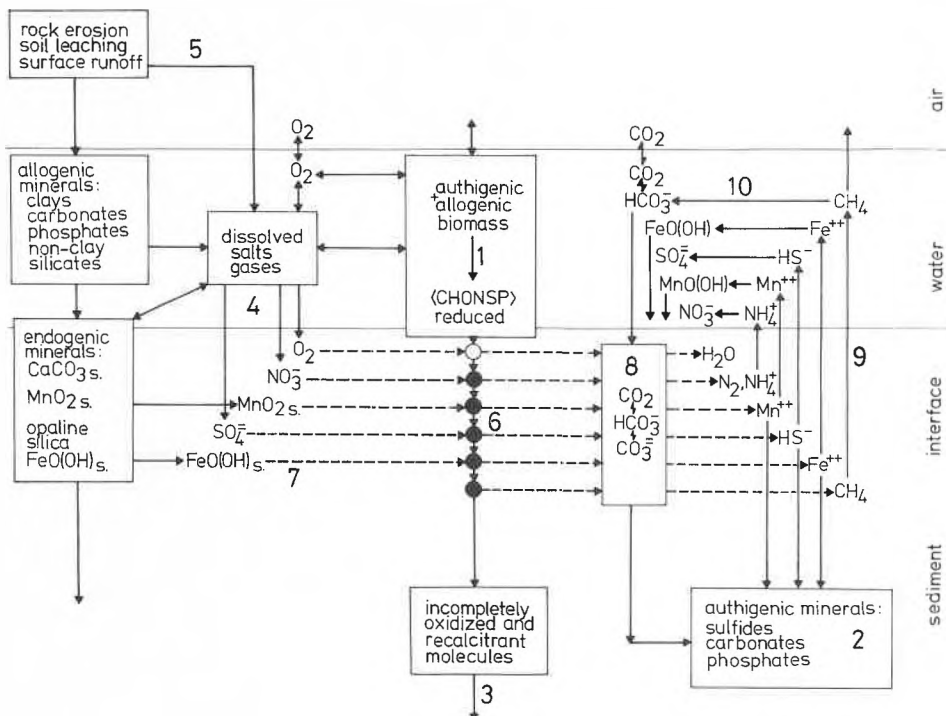 rock erosion
soil leaching
surface runoff
5
air
O₂
CO₂
allogenic
minerals:
clays
carbonates
phosphates
non-clay
silicates
O₂
dissolved
salts
gases
4
authigenic
+allogenic
biomass
1
⟨CHONSP⟩
reduced
CO₂
HCO₃⁻
10
CH₄
FeO(OH)
Fe⁺⁺
SO₄⁼
HS⁻
MnO(OH)
Mn⁺⁺
NO₃⁻
NH₄⁺
water
endogenic
minerals:
CaCO₃ s.
MnO₂ s.
opaline
silica
FeO(OH)s.
O₂
NO₃⁻
MnO₂ s.
SO₄⁼
FeO(OH)s.
7
6
8
CO₂
HCO₃⁻
CO₃⁼
H₂O
N₂,NH₄⁺
Mn⁺⁺
HS⁻
Fe⁺⁺
CH₄
9
interface
incompletely
oxidized and
recalcitrant
molecules
3
authigenic minerals:
sulfides
carbonates
phosphates
2
sediment